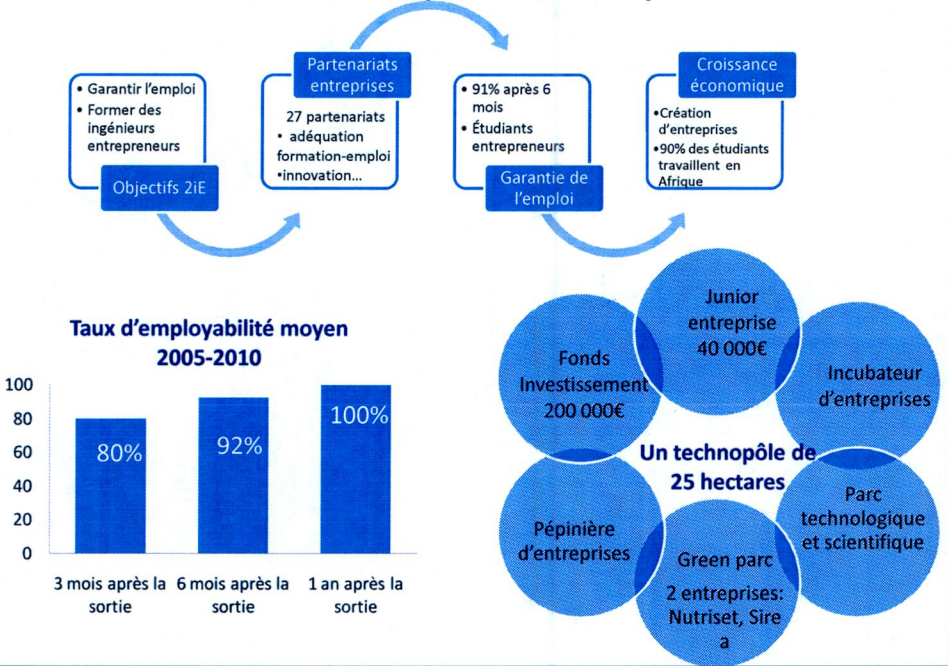 • Garantir l'emploi
• Former des
ingénieurs
entrepreneurs
Objectifs 2iE
Partenariats
entreprises
27 partenariats
• adéquation
formation-emploi
•innovation...
• 91% après 6
mois
• Étudiants
entrepreneurs
Garantie de
l'emploi
Croissance
économique
•Création
d'entreprises
•90% des étudiants
travaillent en
Afrique
Taux d'employabilité moyen
2005-2010
100
80
60
40
20
0
80%
92%
100%
3 mois après la
sortie
6 mois après la
sortie
1 an après la
sortie
Junior
entreprise
40 000€
Fonds
Investissement
200 000€
Incubateur
d'entreprises
Un technopôle de
25 hectares
Pépinière
d'entreprises
Parc
technologique
et scientifique
Green parc
2 entreprises:
Nutriset, Sire
a